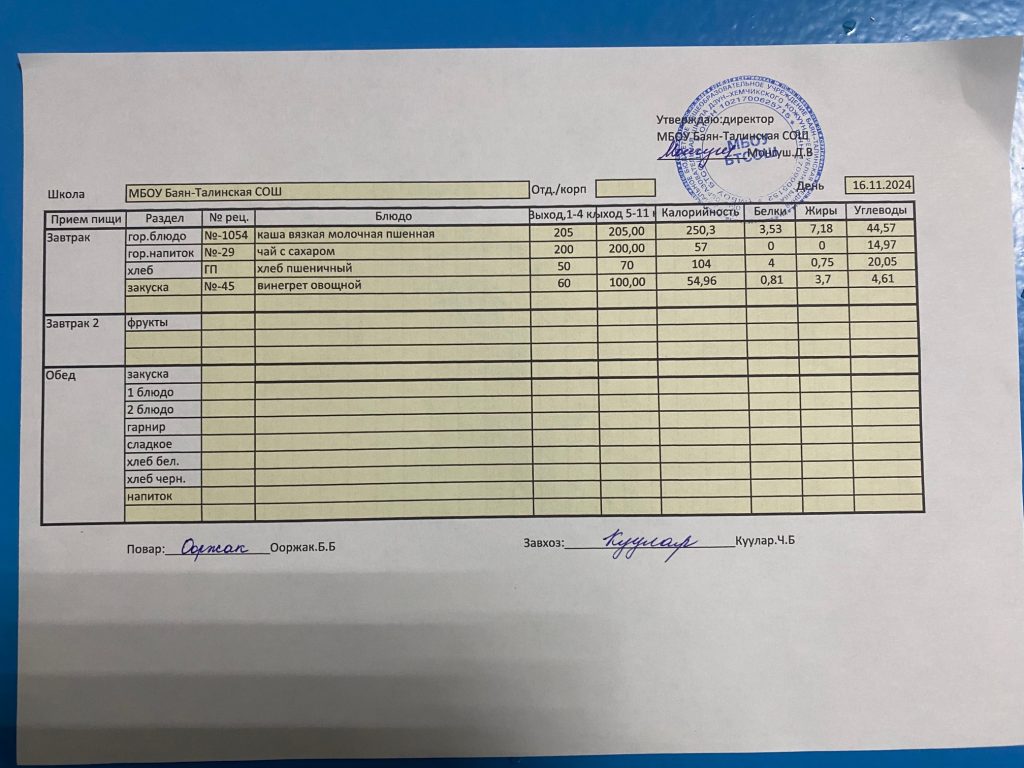 Утверждаю:директор
МБОУ Баян-Талинская СОШ
Монгуш.Д.В
МБОУ
БТСОШ
Школа МБОУ Баян-Талинская СОШ Отд./корп День 16.11.2024
Прием пищи Раздел № рец. Блюдо Выход,1-4 кл ыход 5-11 Калорийность Белки Жиры Углеводы
Завтрак гор.блюдо №-1054 каша вязкая молочная пшенная 205 205,00 250,3 3,53 7,18 44,57
гор.напиток №-29 чай с сахаром 200 200,00 57 0 0 14,97
хлеб ГП хлеб пшеничный 50 70 104 4 0,75 20,05
закуска №-45 винегрет овощной 60 100,00 54,96 0,81 3,7 4,61
Завтрак 2 фрукты
Обед закуска
1 блюдо
2 блюдо
гарнир
сладкое
хлеб бел.
хлеб черн.
напиток
Повар: Ооржак Ооржак.Б.Б Завхоз: Куулар Куулар.Ч.Б